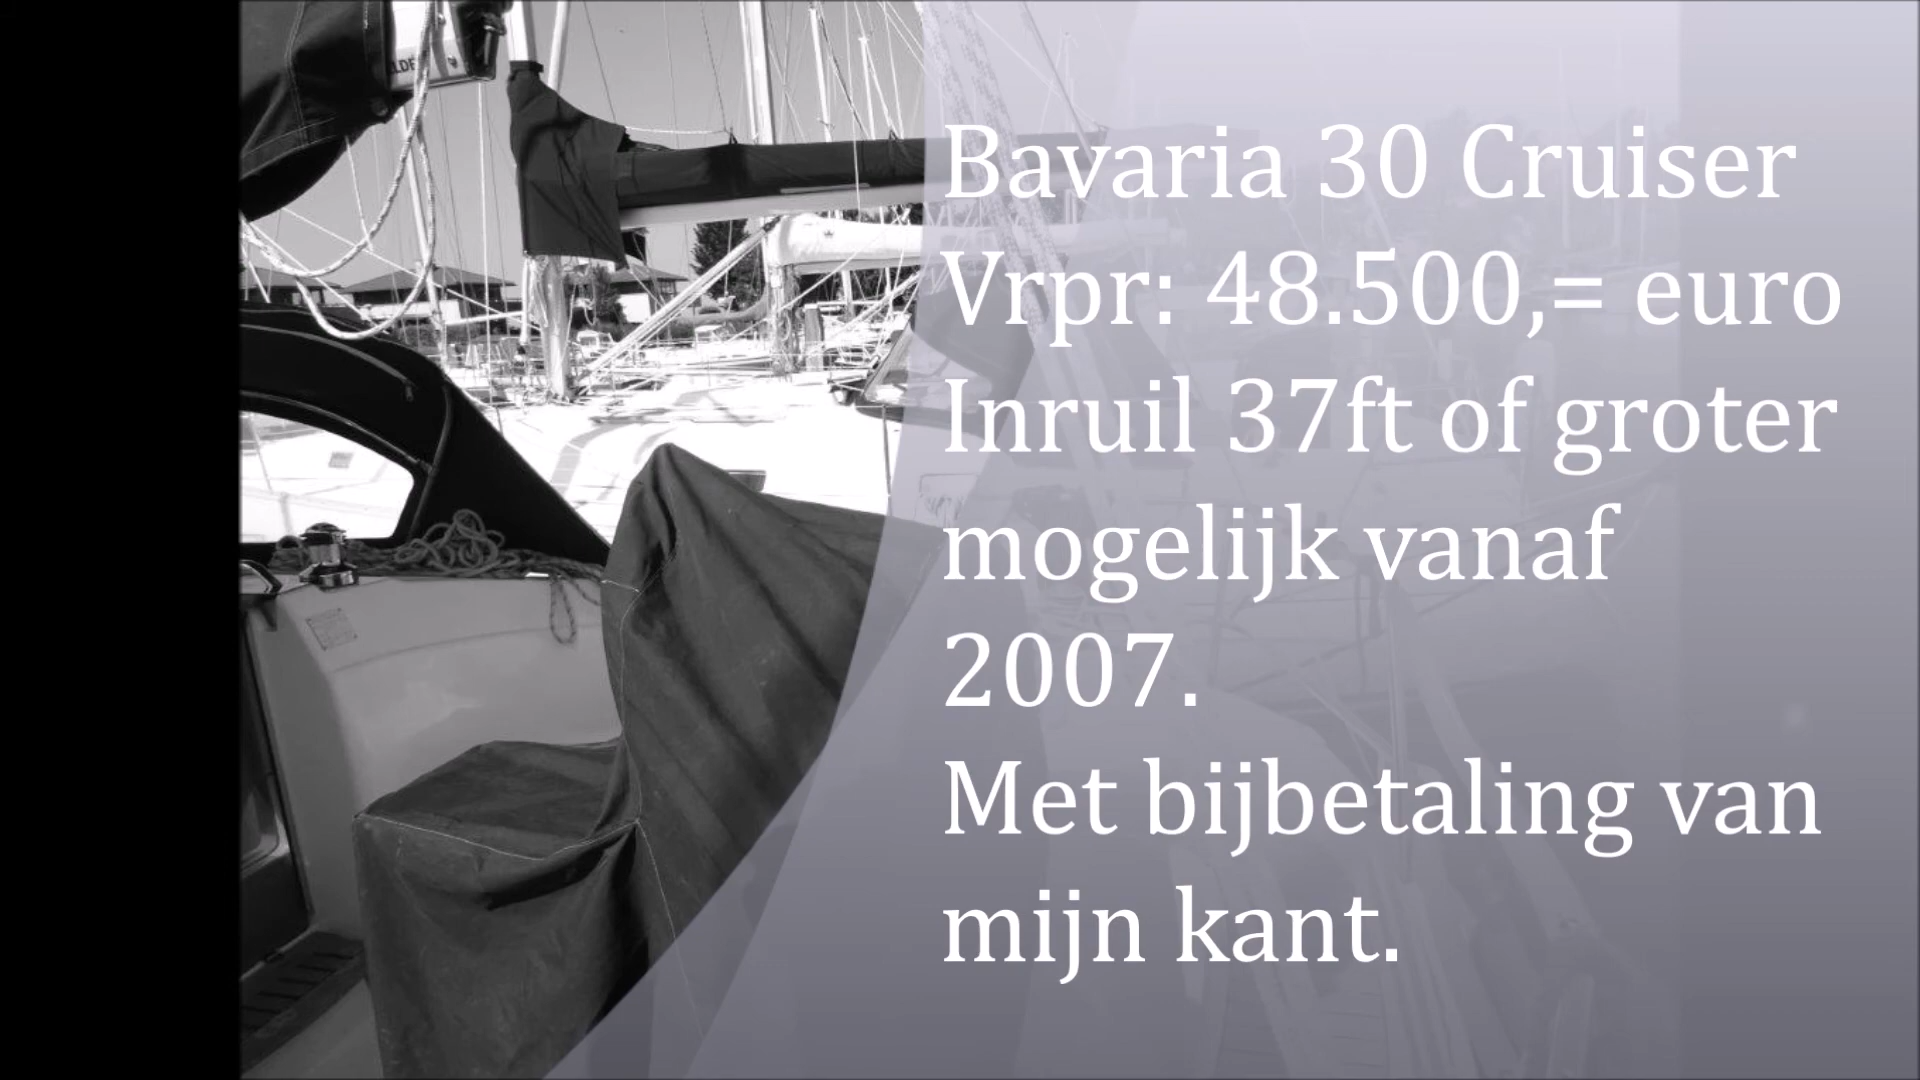 Bavaria 30 Cruiser
Vrpr: 48.500,= euro
Inruil 37ft of groter
mogelijk vanaf
2007.
Met bijbetaling van
mijn kant.